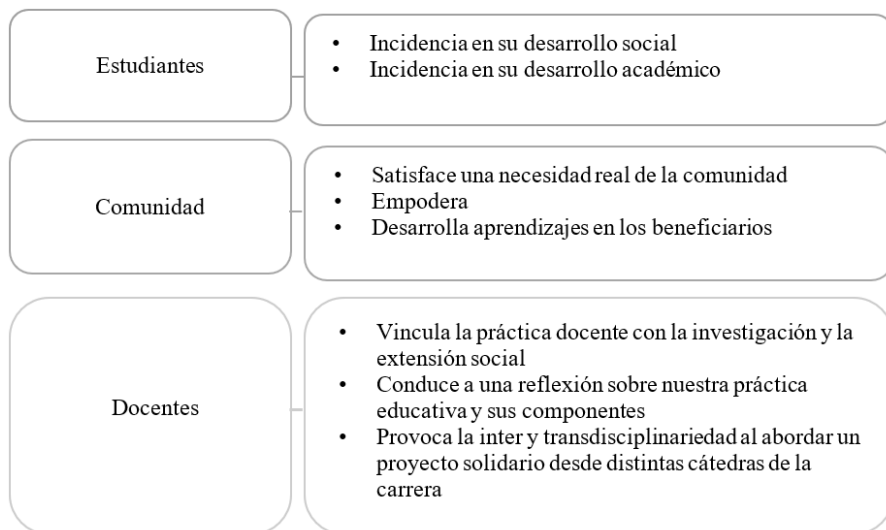 Estudiantes
• Incidencia en su desarrollo social
• Incidencia en su desarrollo académico
Comunidad
• Satisface una necesidad real de la comunidad
• Empodera
• Desarrolla aprendizajes en los beneficiarios
Docentes
• Vincula la práctica docente con la investigación y la
extensión social
• Conduce a una reflexión sobre nuestra práctica
educativa y sus componentes
• Provoca la inter y transdisciplinariedad al abordar un
proyecto solidario desde distintas cátedras de la
carrera